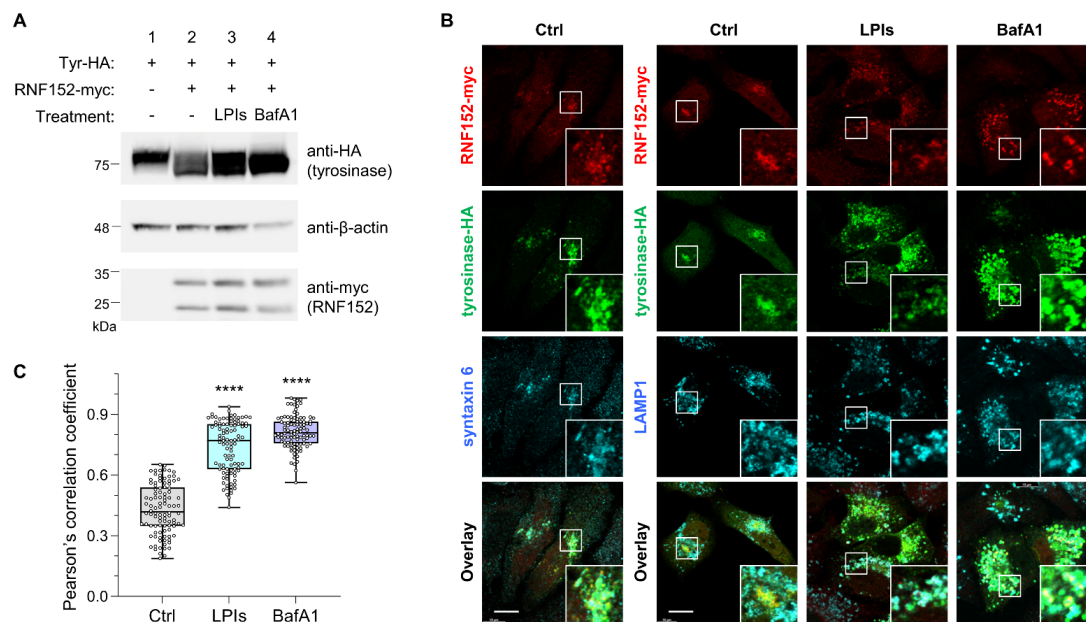 A
1 2 3 4
Tyr-HA: + + + +
RNF152-myc: - + + +
Treatment: - - LPIs BafA1
75
anti-HA
(tyrosinase)
48
anti-β-actin
35
25
kDa
anti-myc
(RNF152)
B
Ctrl Ctrl LPIs BafA1
RNF152-myc RNF152-myc
tyrosinase-HA tyrosinase-HA
syntaxin 6 LAMP1
Overlay Overlay
C
Pearson's correlation coefficient
0.9
0.6
0.3
0.0
**** ****
Ctrl LPIs BafA1